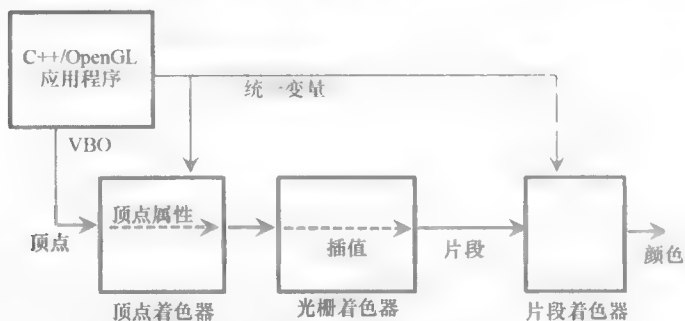 C++/OpenGL
应用程序
统一变量
VBO
顶点属性
顶点
插值
片段
颜色
顶点着色器
光栅着色器
片段着色器